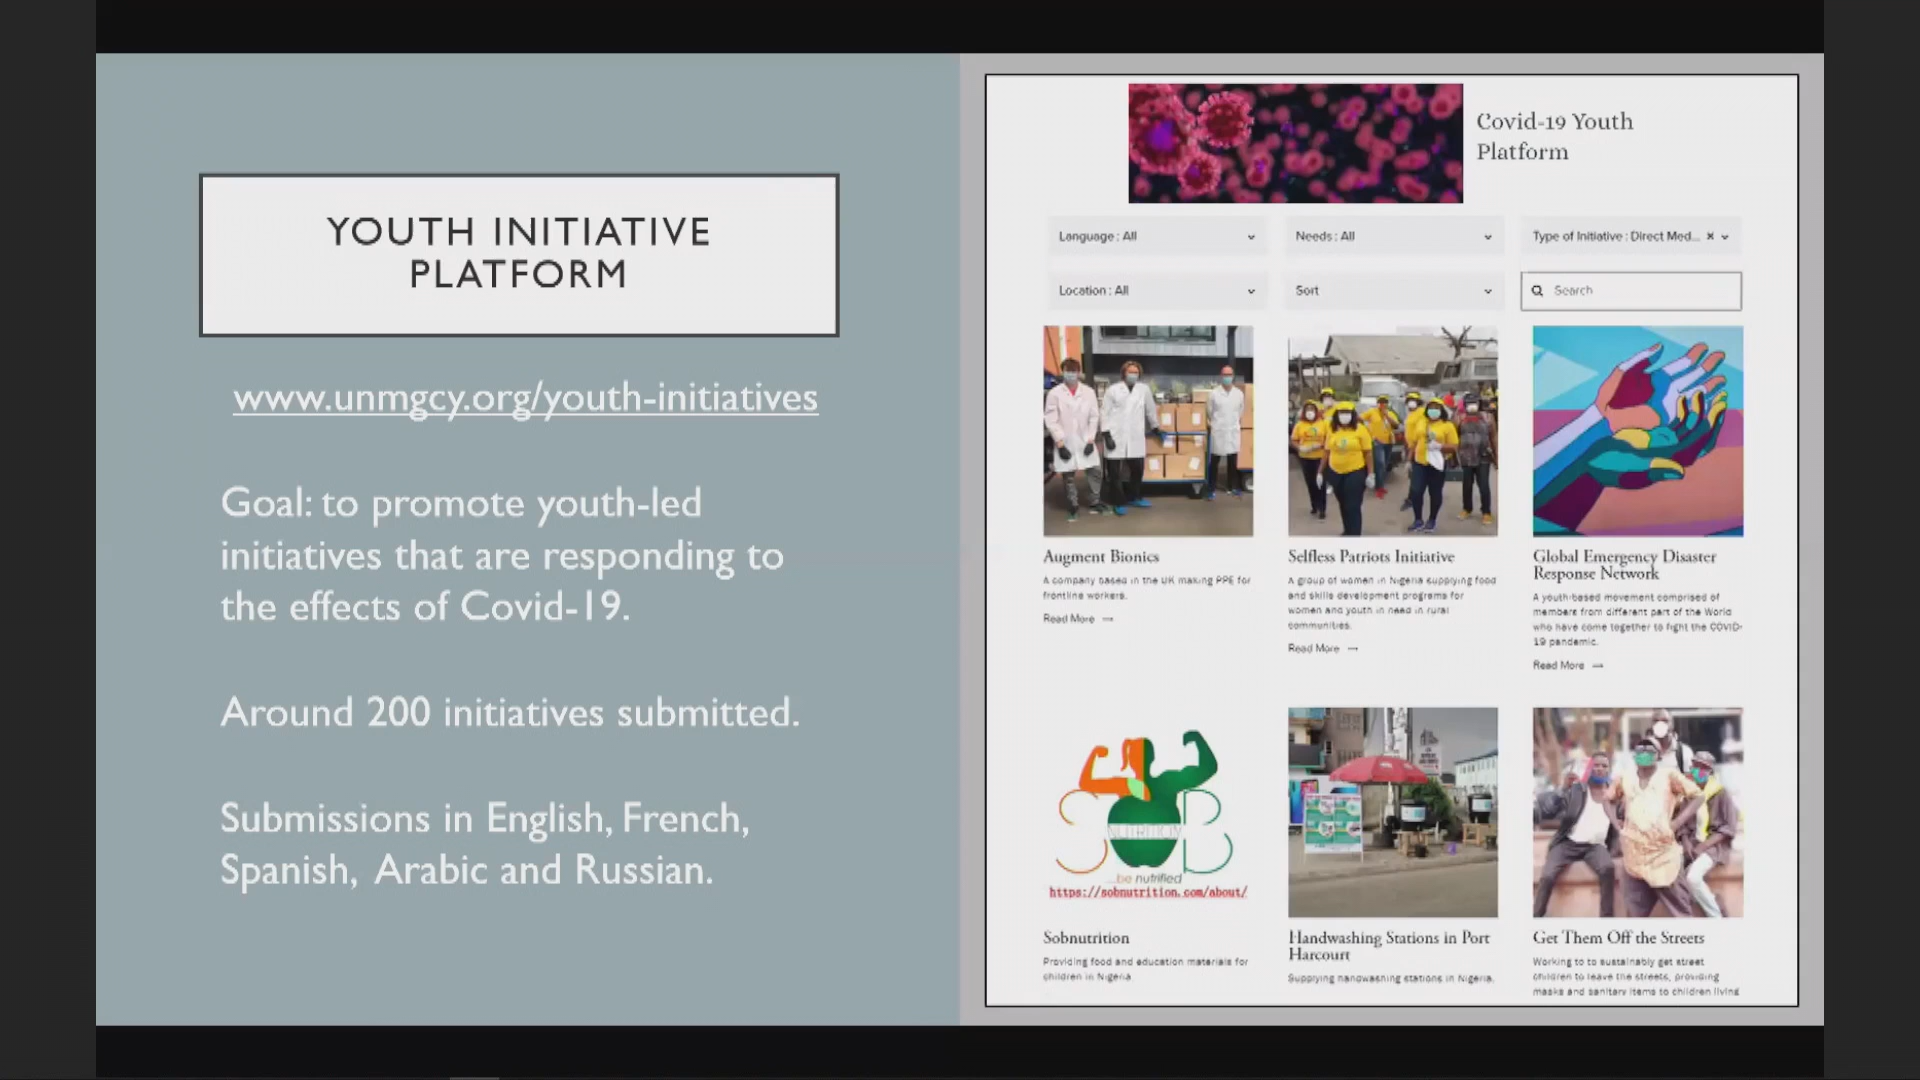 YOUTH INITIATIVE
PLATFORM
www.unmgcy.org/youth-initiatives
Goal: to promote youth-led
initiatives that are responding to
the effects of Covid-19.
Around 200 initiatives submitted.
Submissions in English, French,
Spanish, Arabic and Russian.
Covid-19 Youth
Platform
Language : All
Needs : All
Type of Initiative : Direct Med...
Location : All
Sort
Search
Augment Bionics
A company based in the UK making PPE for
frontline workers.
Read More →
Selfless Patriots Initiative
A group of women in Nigeria supplying food
and skills development programs for
women and youth in need in rural
communities.
Read More →
Global Emergency Disaster
Response Network
A youth-based movement comprised of
members from different part of the World
who have come together to fight the COVID-
19 pandemic.
Read More →
SOB
NUTRITION
...be nutrified
https://sobnutrition.com/about/
Sobnutrition
Providing food and education materials for
children in Nigeria
Handwashing Stations in Port
Harcourt
Supplying handwashing stations in Nigeria.
Get Them Off the Streets
Working to to sustainably get street
children to leave the streets, providing
masks and sanitary items to children living